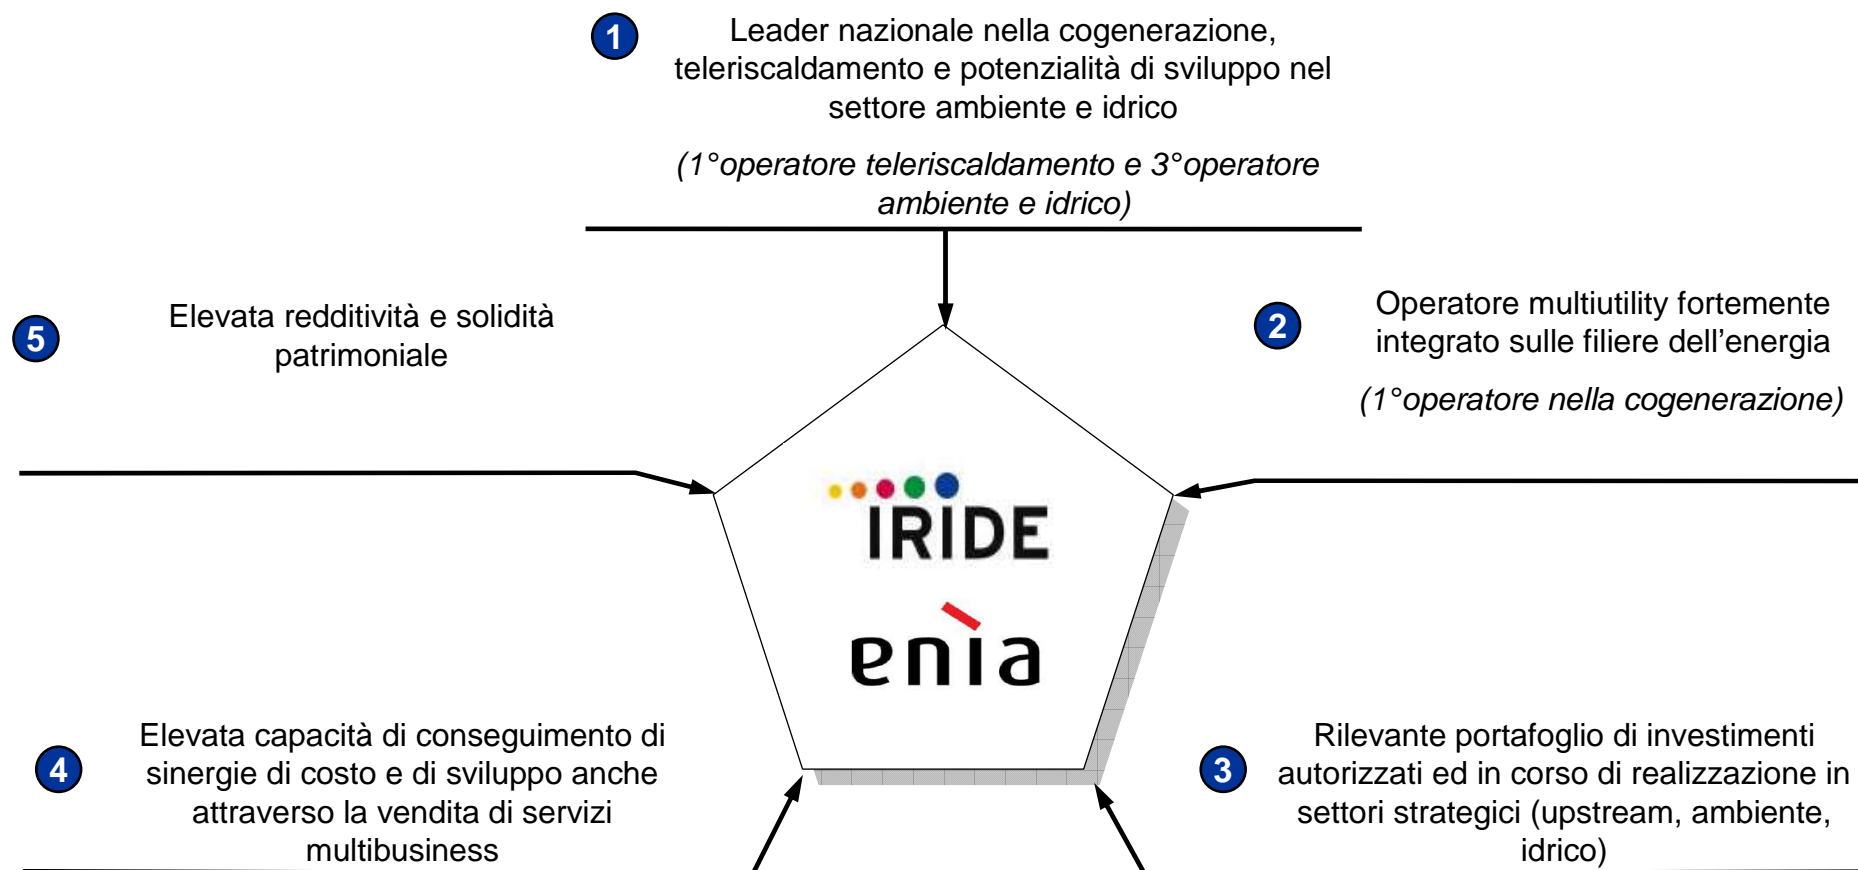 1
Leader nazionale nella cogenerazione,
teleriscaldamento e potenzialità di sviluppo nel
settore ambiente e idrico
(1°operatore teleriscaldamento e 3°operatore
ambiente e idrico)
5
Elevata redditività e solidità
patrimoniale
2
Operatore multiutility fortemente
integrato sulle filiere dell’energia
(1°operatore nella cogenerazione)
IRIDE
enìa
4
Elevata capacità di conseguimento di
sinergie di costo e di sviluppo anche
attraverso la vendita di servizi
multibusiness
3
Rilevante portafoglio di investimenti
autorizzati ed in corso di realizzazione in
settori strategici (upstream, ambiente,
idrico)